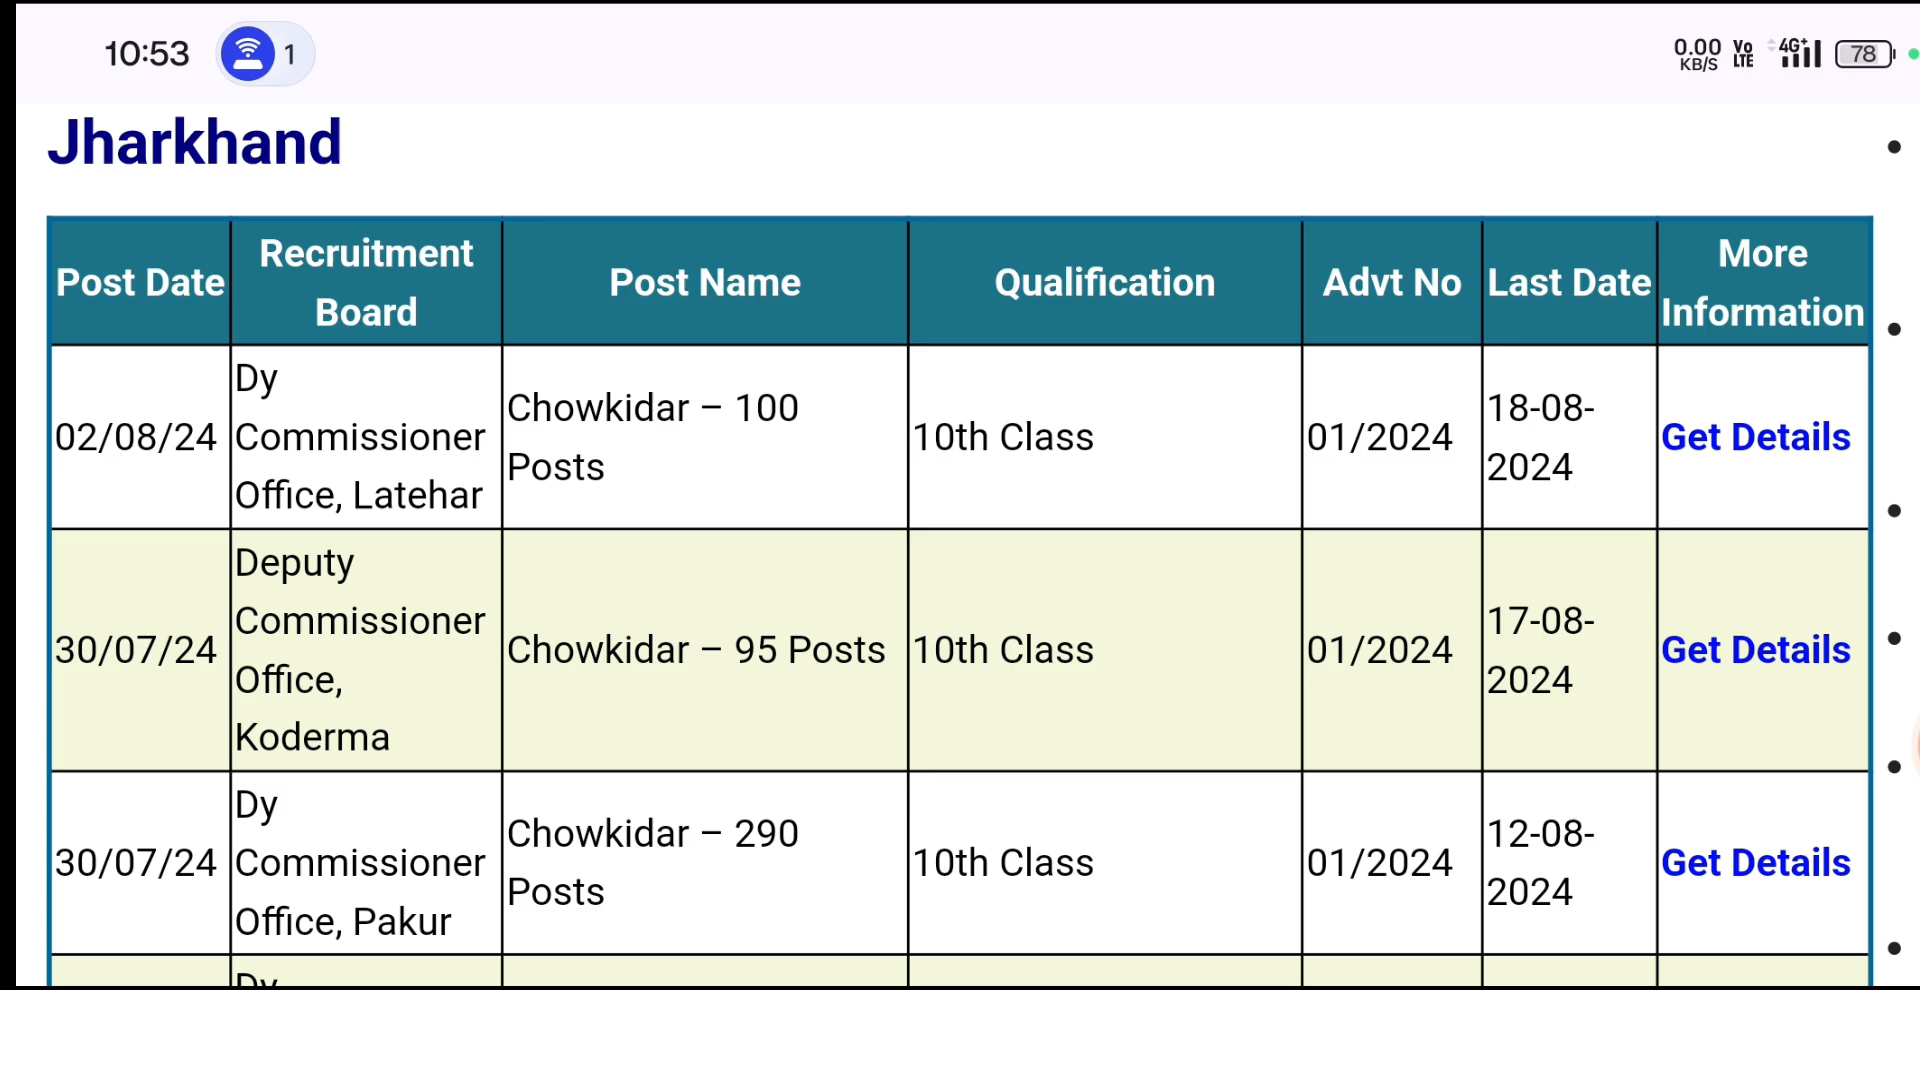 10:53 1 0.00 KB/S Vo LTE 4G+ 78
Jharkhand
Post Date Recruitment Board Post Name Qualification Advt No Last Date More Information
02/08/24 Dy Commissioner Office, Latehar Chowkidar – 100 Posts 10th Class 01/2024 18-08-2024 Get Details
30/07/24 Deputy Commissioner Office, Koderma Chowkidar – 95 Posts 10th Class 01/2024 17-08-2024 Get Details
30/07/24 Dy Commissioner Office, Pakur Chowkidar – 290 Posts 10th Class 01/2024 12-08-2024 Get Details
Dy